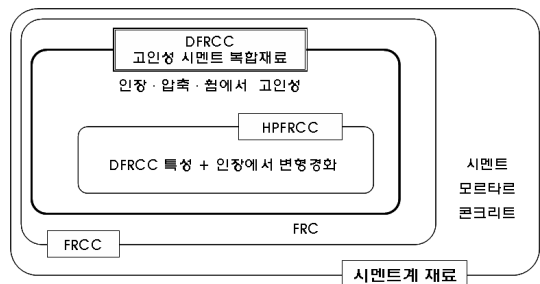 DFRCC
고인성 시멘트 복합재료
인장 · 압축 · 휨에서 고인성
HPFRCC
DFRCC 특성 + 인장에서 변형경화
시멘트
모르타르
콘크리트
FRC
FRCC
시멘트계 재료